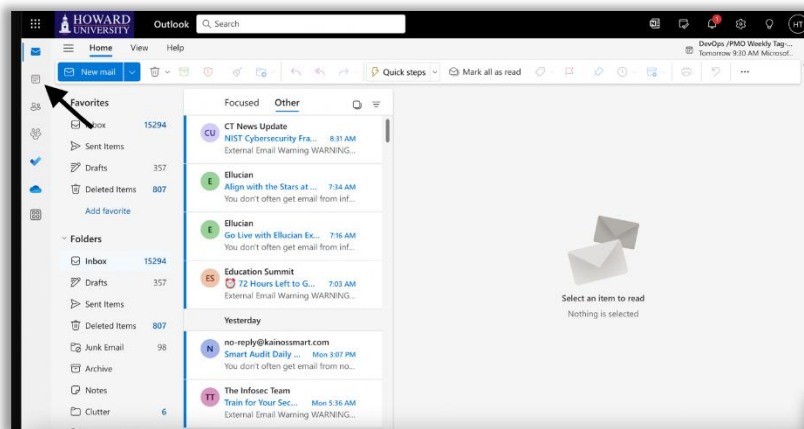 HOWARD
UNIVERSITY
Outlook
Search
HT
Home View Help
DevOps /PMO Weekly Tag-...
Tomorrow 9:30 AM Microsof...
New mail
Quick steps
Mark all as read
...
Favorites
Inbox 15294
Sent Items
Drafts 357
Deleted Items 807
Add favorite
Folders
Inbox 15294
Drafts 357
Sent Items
Deleted Items 807
Junk Email 98
Archive
Notes
Clutter 6
Focused Other
CU
CT News Update
NIST Cybersecurity Fra... 8:31 AM
External Email Warning WARNING...
E
Ellucian
Align with the Stars at ... 7:34 AM
You don't often get email from inf...
E
Ellucian
Go Live with Ellucian Ex... 7:16 AM
You don't often get email from inf...
ES
Education Summit
72 Hours Left to G... 7:03 AM
External Email Warning WARNING...
Yesterday
N
no-reply@kainossmart.com
Smart Audit Daily ... Mon 3:07 PM
You don't often get email from no...
TT
The Infosec Team
Train for Your Sec... Mon 5:36 AM
External Email Warning WARNING...
Select an item to read
Nothing is selected